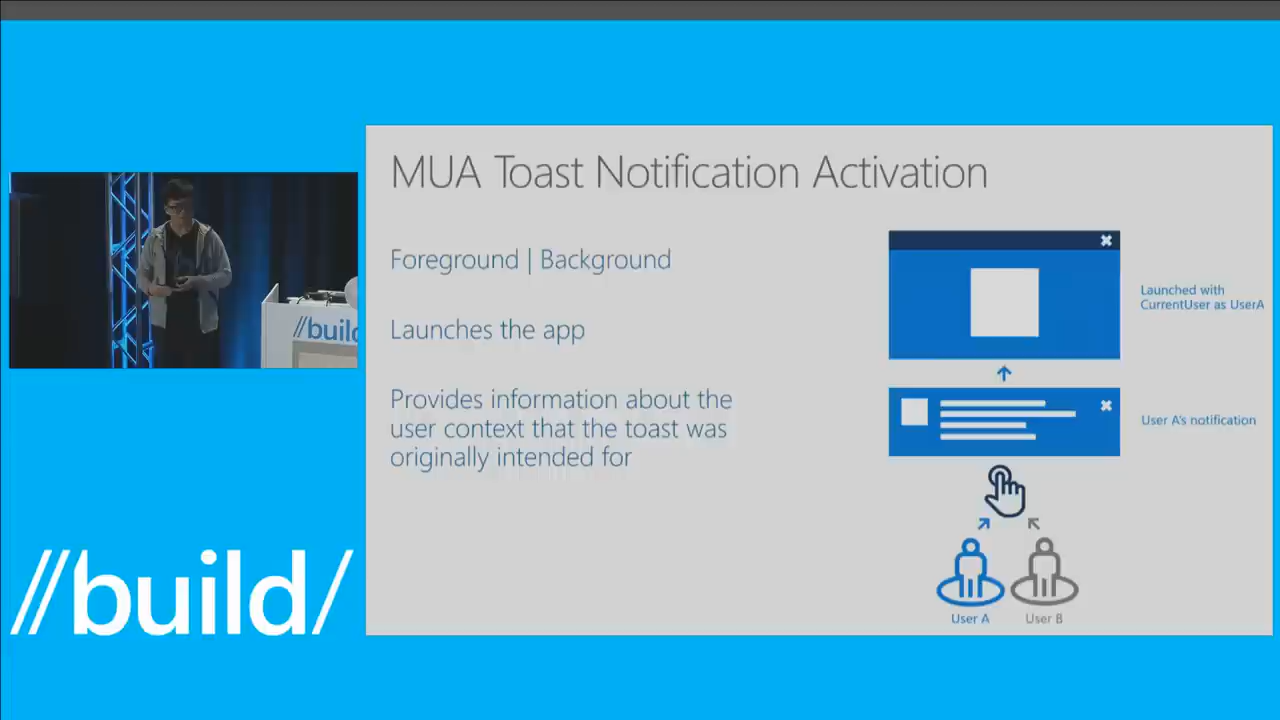 MUA Toast Notification Activation
Foreground | Background
Launches the app
Provides information about the
user context that the toast was
originally intended for
Launched with
CurrentUser as UserA
User A's notification
User A
User B
//build
//build/